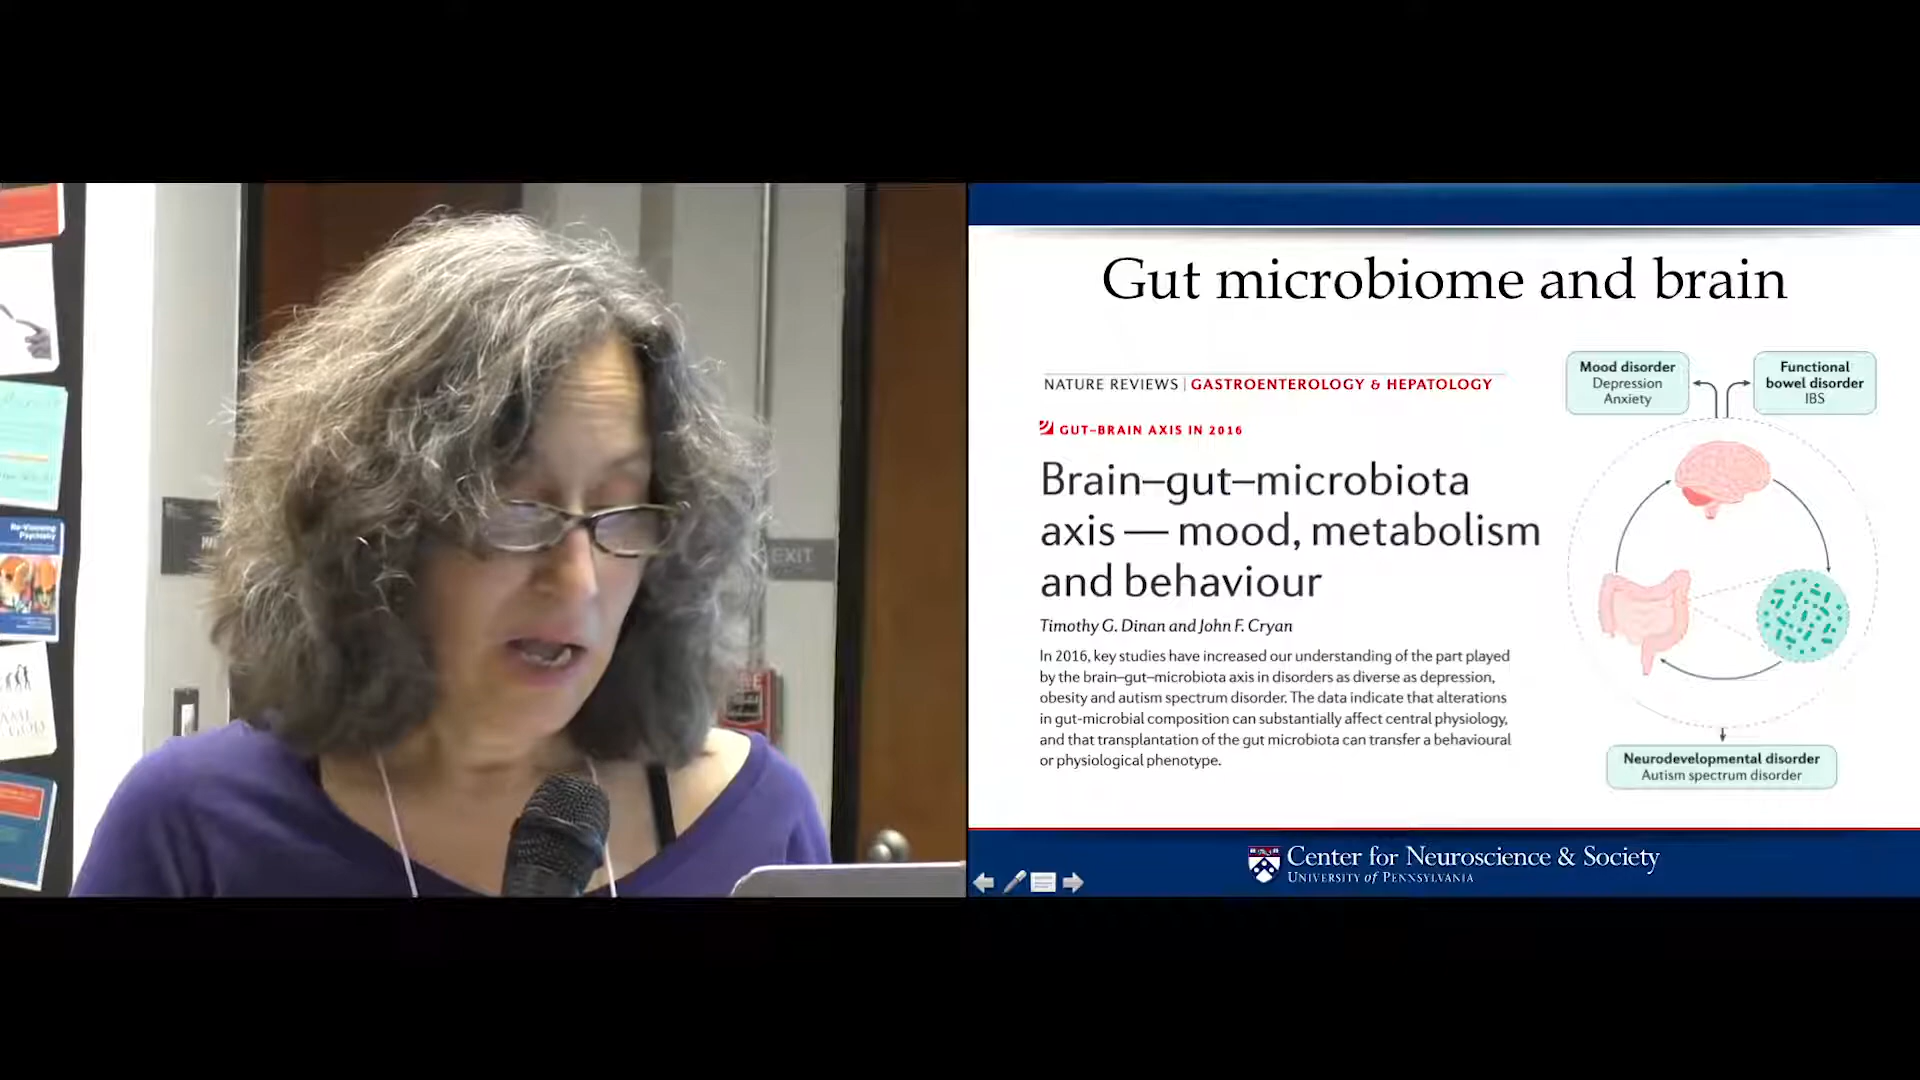 Re-Visioning
Psychiatry
EXIT
Gut microbiome and brain
NATURE REVIEWS | GASTROENTEROLOGY & HEPATOLOGY
GUT–BRAIN AXIS IN 2016
Brain–gut–microbiota
axis — mood, metabolism
and behaviour
Timothy G. Dinan and John F. Cryan
In 2016, key studies have increased our understanding of the part played
by the brain–gut–microbiota axis in disorders as diverse as depression,
obesity and autism spectrum disorder. The data indicate that alterations
in gut-microbial composition can substantially affect central physiology,
and that transplantation of the gut microbiota can transfer a behavioural
or physiological phenotype.
Mood disorder
Depression
Anxiety
Functional
bowel disorder
IBS
Neurodevelopmental disorder
Autism spectrum disorder
Center for Neuroscience & Society
UNIVERSITY of PENNSYLVANIA